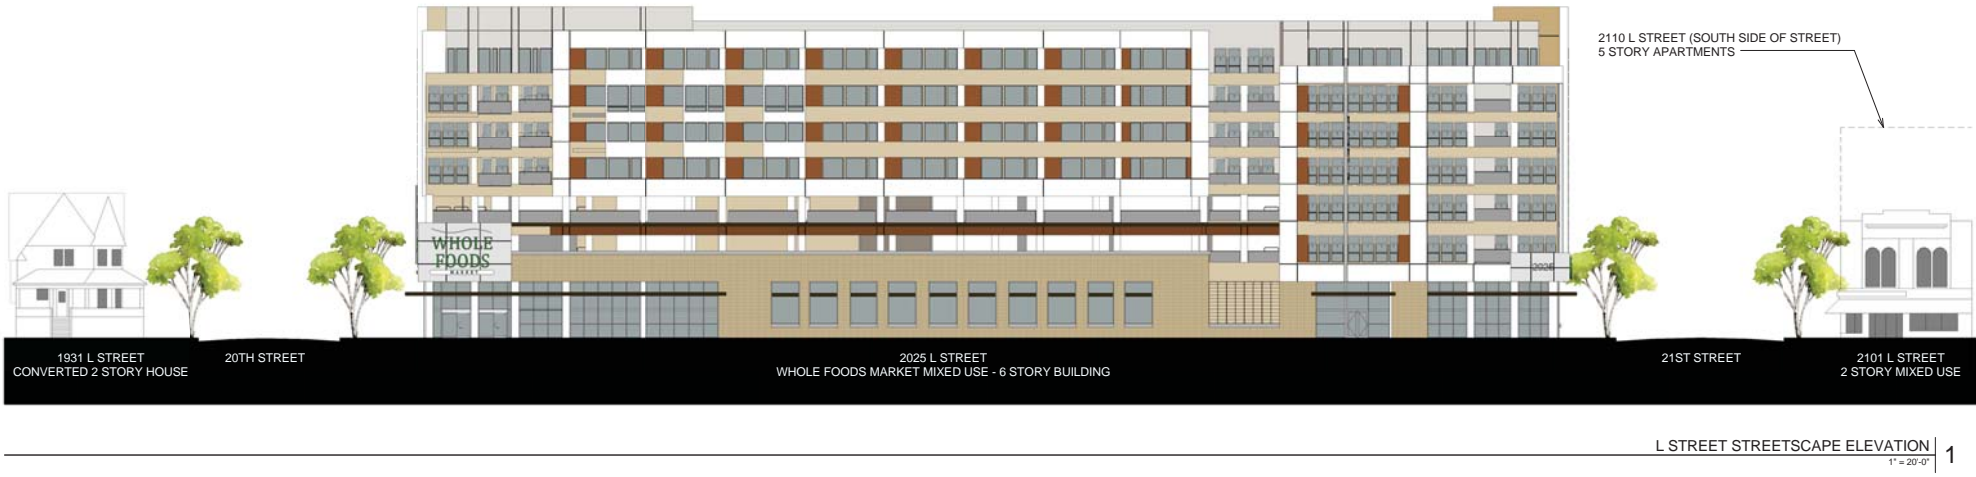 2110 L STREET (SOUTH SIDE OF STREET)
5 STORY APARTMENTS
WHOLE
FOODS
MARKET
2025
1931 L STREET
CONVERTED 2 STORY HOUSE
20TH STREET
2025 L STREET
WHOLE FOODS MARKET MIXED USE - 6 STORY BUILDING
21ST STREET
2101 L STREET
2 STORY MIXED USE
L STREET STREETSCAPE ELEVATION
1
1" = 20'-0"